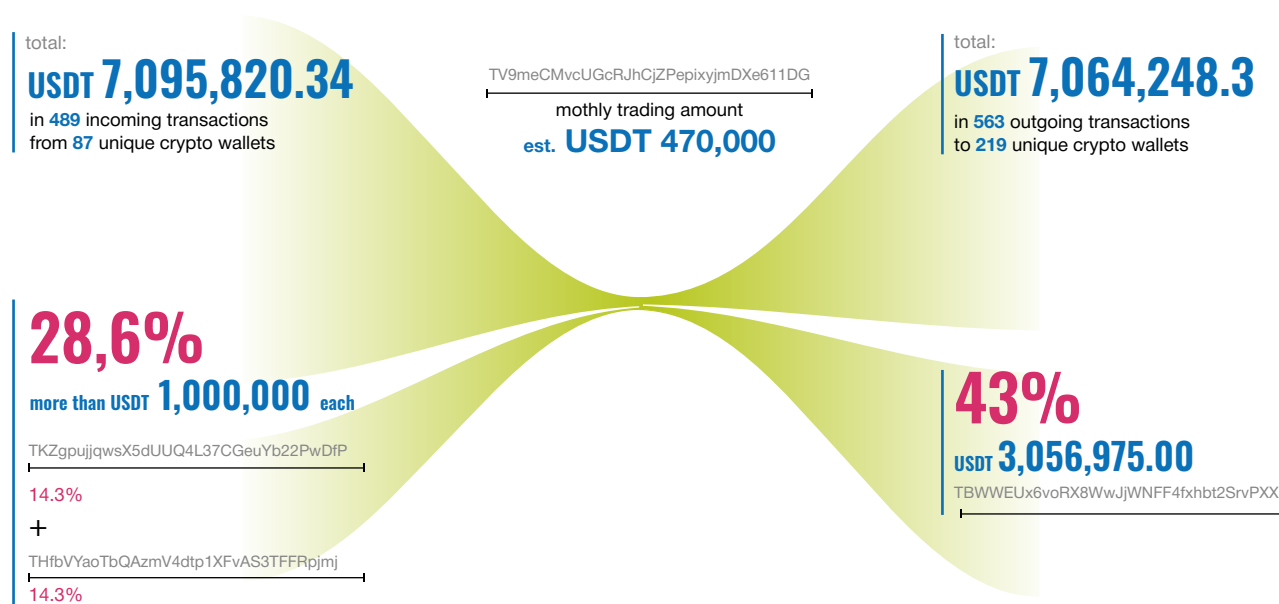 total:
USDT 7,095,820.34
in 489 incoming transactions
from 87 unique crypto wallets
TV9meCMvcUGcRJhCjZPepixyjmDXe611DG
mothly trading amount
est. USDT 470,000
total:
USDT 7,064,248.3
in 563 outgoing transactions
to 219 unique crypto wallets
28,6%
more than USDT 1,000,000 each
TKZgpujjqwsX5dUUQ4L37CGeuYb22PwDfP
14.3%
+
THfbVYaoTbQAzmV4dtp1XFvAS3TFFRpjmj
14.3%
43%
USDT 3,056,975.00
TBWWEUx6voRX8WwJjWNFF4fxhbt2SrvPXX